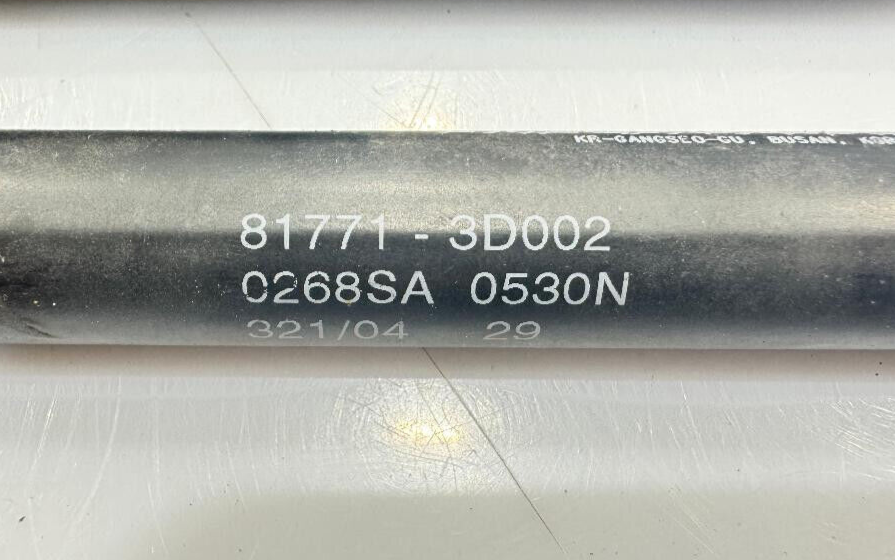 KR-GANGSEO-GU, BUSAN,
81771 - 3D002
0268SA 0530N
321/04 29